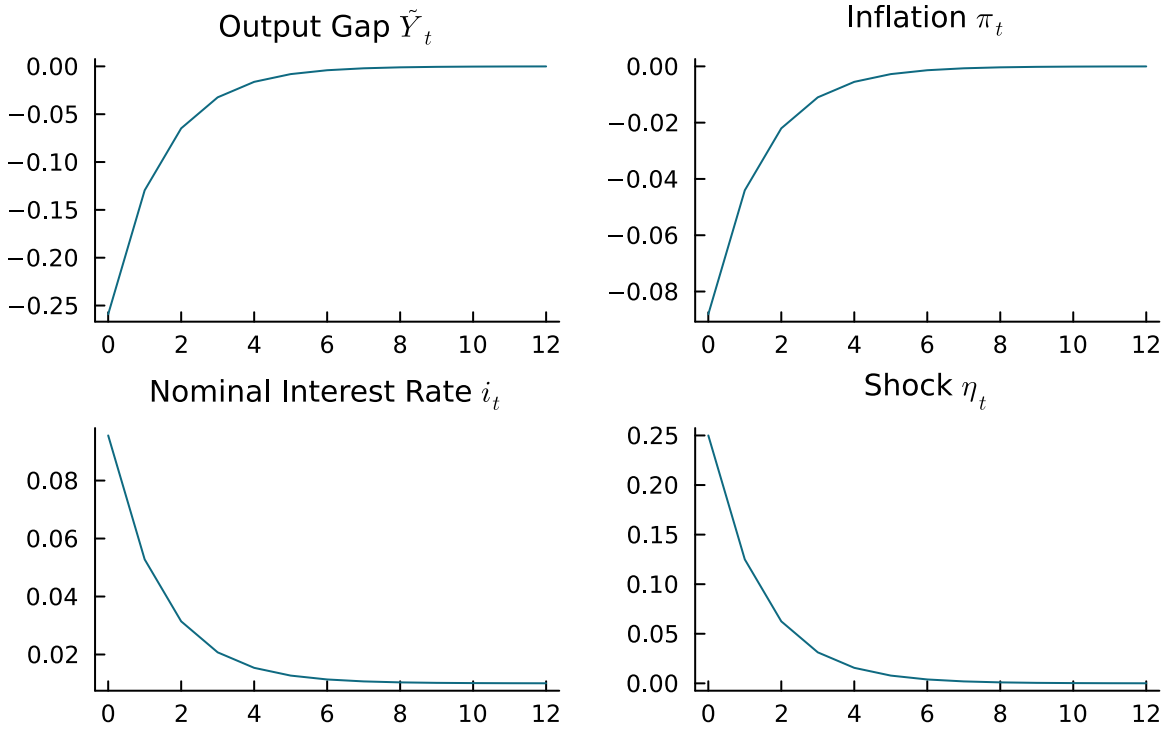 Output Gap Ỹ_t
0.00
−0.05
−0.10
−0.15
−0.20
−0.25
0 2 4 6 8 10 12
Inflation π_t
0.00
−0.02
−0.04
−0.06
−0.08
0 2 4 6 8 10 12
Nominal Interest Rate i_t
0.08
0.06
0.04
0.02
0 2 4 6 8 10 12
Shock η_t
0.25
0.20
0.15
0.10
0.05
0.00
0 2 4 6 8 10 12